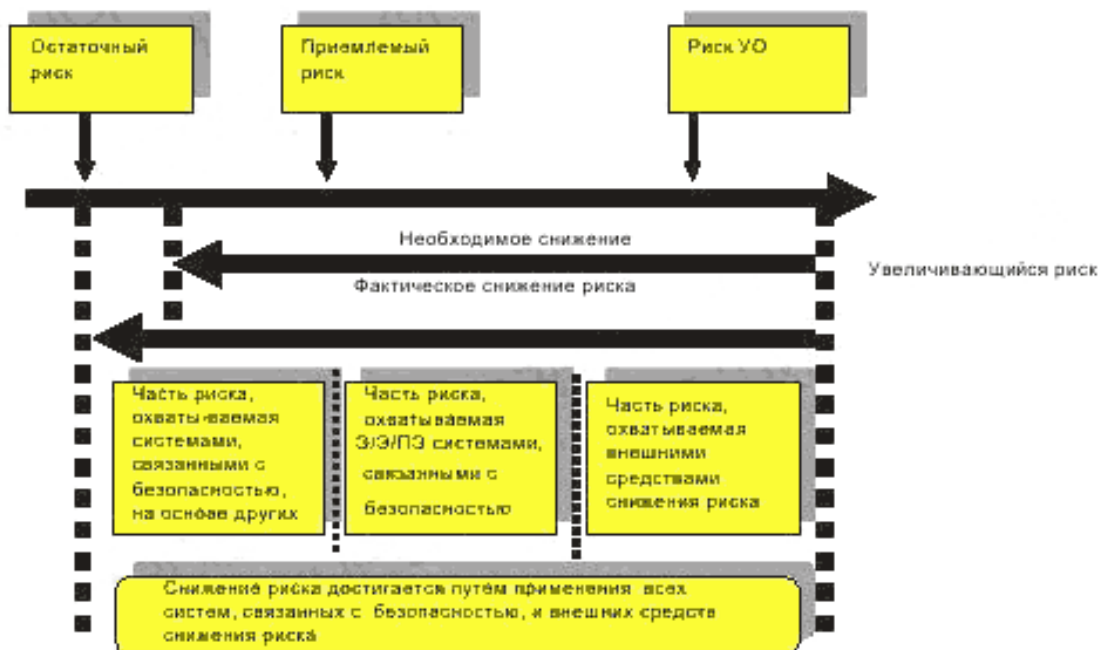 Остаточный
риск
Приемлемый
риск
Риск УО
Необходимое снижение
Увеличивающийся риск
Фактическое снижение риска
Часть риска,
охватываемая
системами,
связанными с
безопасностью,
на основе других
Часть риска,
охватываемая
Э/Э/ПЭ системами,
связанными с
безопасностью
Часть риска,
охватываемая
внешними
средствами
снижения риска
Снижение риска достигается путём применения всех
систем, связанных с безопасностью, и внешних средств
снижения риска